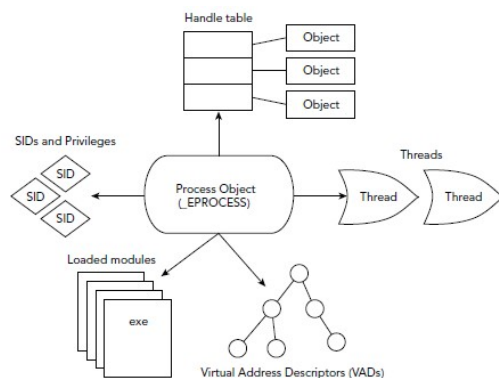 Handle table
Object
Object
Object
SIDs and Privileges
SID
SID
SID
Process Object
(_EPROCESS)
Threads
Thread
Thread
Loaded modules
exe
Virtual Address Descriptors (VADs)